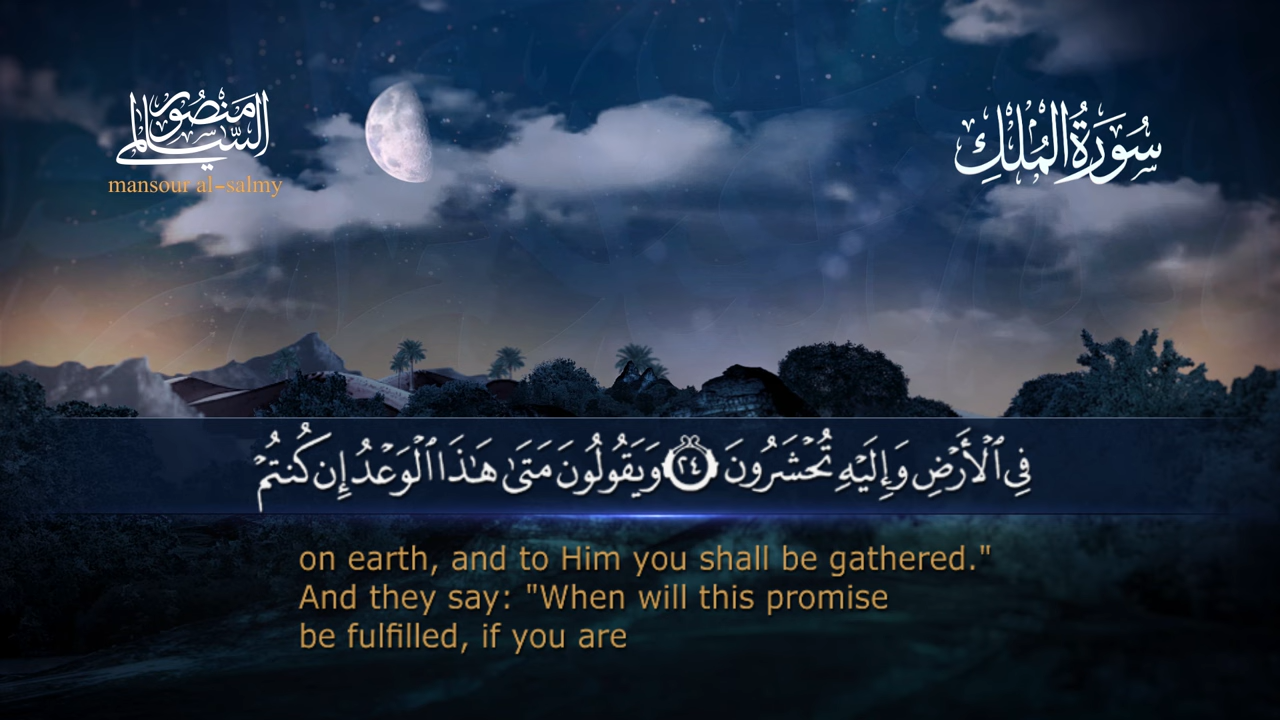 منصور السالمي
mansour al-salmy
سُورَةُ الْمُلْكِ
فِي ٱلْأَرْضِ وَإِلَيْهِ تُحْشَرُونَ ٢٤ وَيَقُولُونَ مَتَىٰ هَٰذَا ٱلْوَعْدُ إِن كُنتُمْ
on earth, and to Him you shall be gathered."
And they say: "When will this promise
be fulfilled, if you are